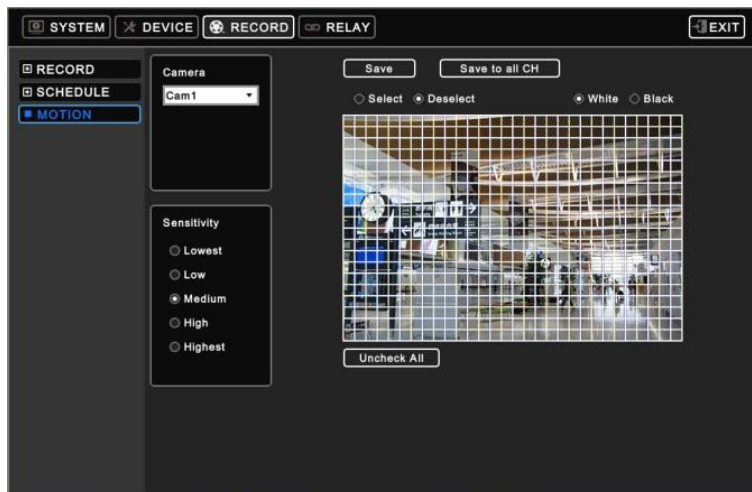 SYSTEM DEVICE RECORD RELAY EXIT
RECORD
SCHEDULE
MOTION
Camera
Cam1
Sensitivity
Lowest
Low
Medium
High
Highest
Save Save to all CH
Select Deselect White Black
Uncheck All